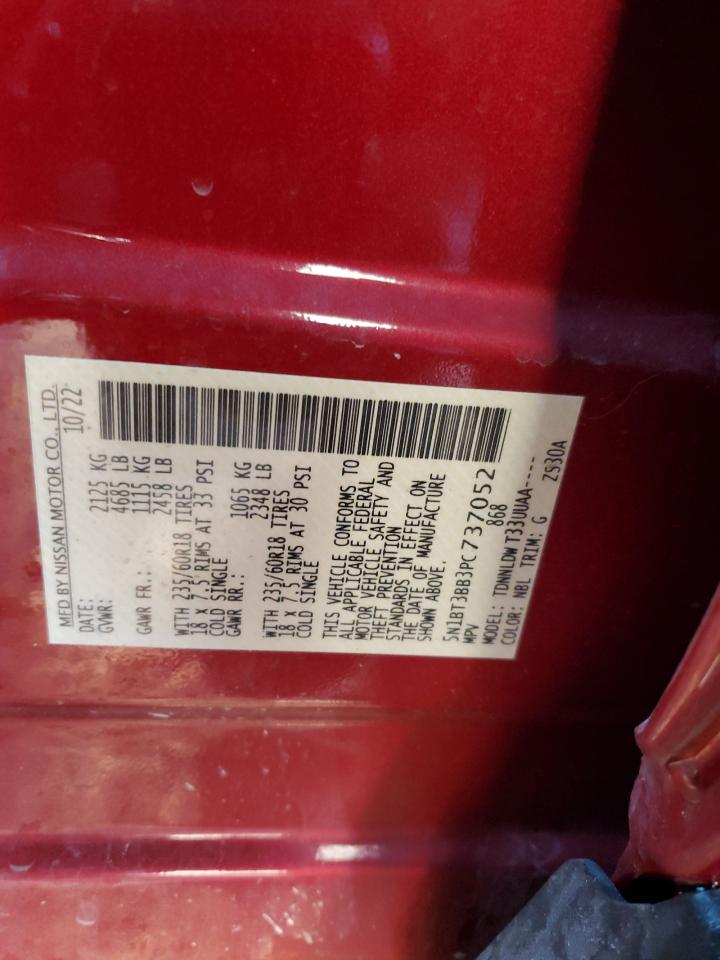 MFD BY NISSAN MOTOR CO., LTD.
DATE: 10/22
GVWR: 2125 KG
4685 LB
GAWR FR.: 1115 KG
2458 LB
WITH 235/60R18 TIRES
18 X 7.5 RIMS AT 33 PSI
COLD SINGLE
GAWR RR.: 1065 KG
2348 LB
WITH 235/60R18 TIRES
18 X 7.5 RIMS AT 30 PSI
COLD SINGLE
THIS VEHICLE CONFORMS TO
ALL APPLICABLE FEDERAL
MOTOR VEHICLE SAFETY AND
THEFT PREVENTION
STANDARDS IN EFFECT ON
THE DATE OF MANUFACTURE
SHOWN ABOVE.
5N1BT3BB3PC737052
MPV 868
MODEL: TDNNLDWT33UUAA-----
COLOR: NBL TRIM: G ZS30A